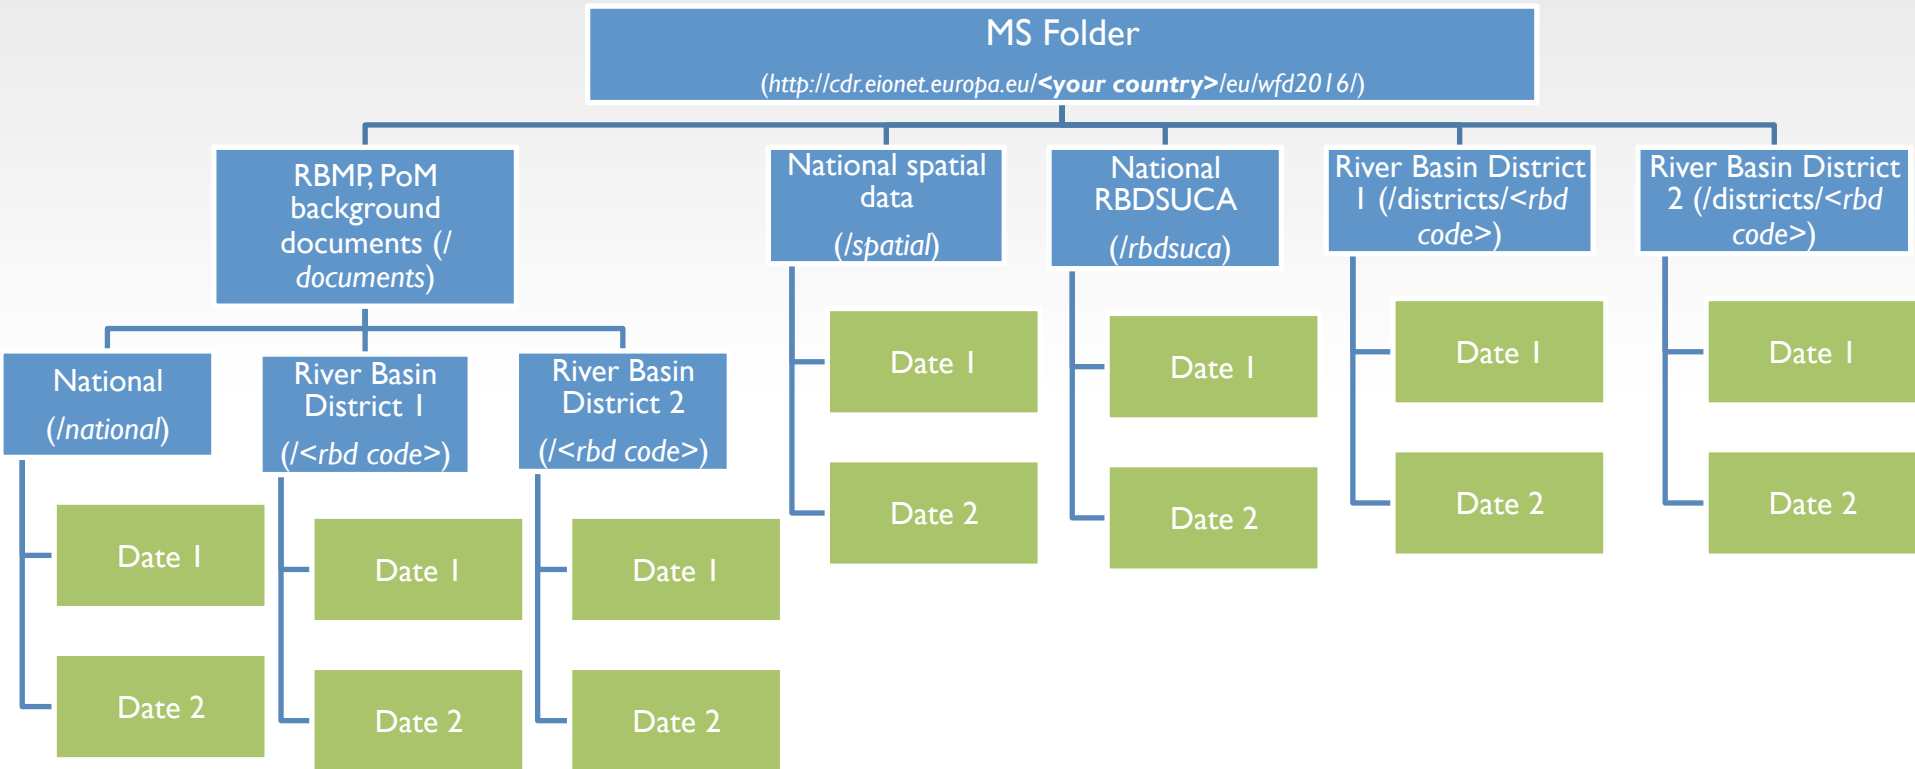 MS Folder
(http://cdr.eionet.europa.eu/<your country>/eu/wfd2016/)
RBMP, PoM
background
documents (/
documents)
National spatial
data
(/spatial)
National
RBDSUCA
(/rbdsuca)
River Basin District
1 (/districts/<rbd
code>)
River Basin District
2 (/districts/<rbd
code>)
National
(/national)
River Basin
District 1
(/<rbd code>)
River Basin
District 2
(/<rbd code>)
Date 1
Date 2
Date 1
Date 2
Date 1
Date 2
Date 1
Date 2
Date 1
Date 2
Date 1
Date 2
Date 1
Date 2